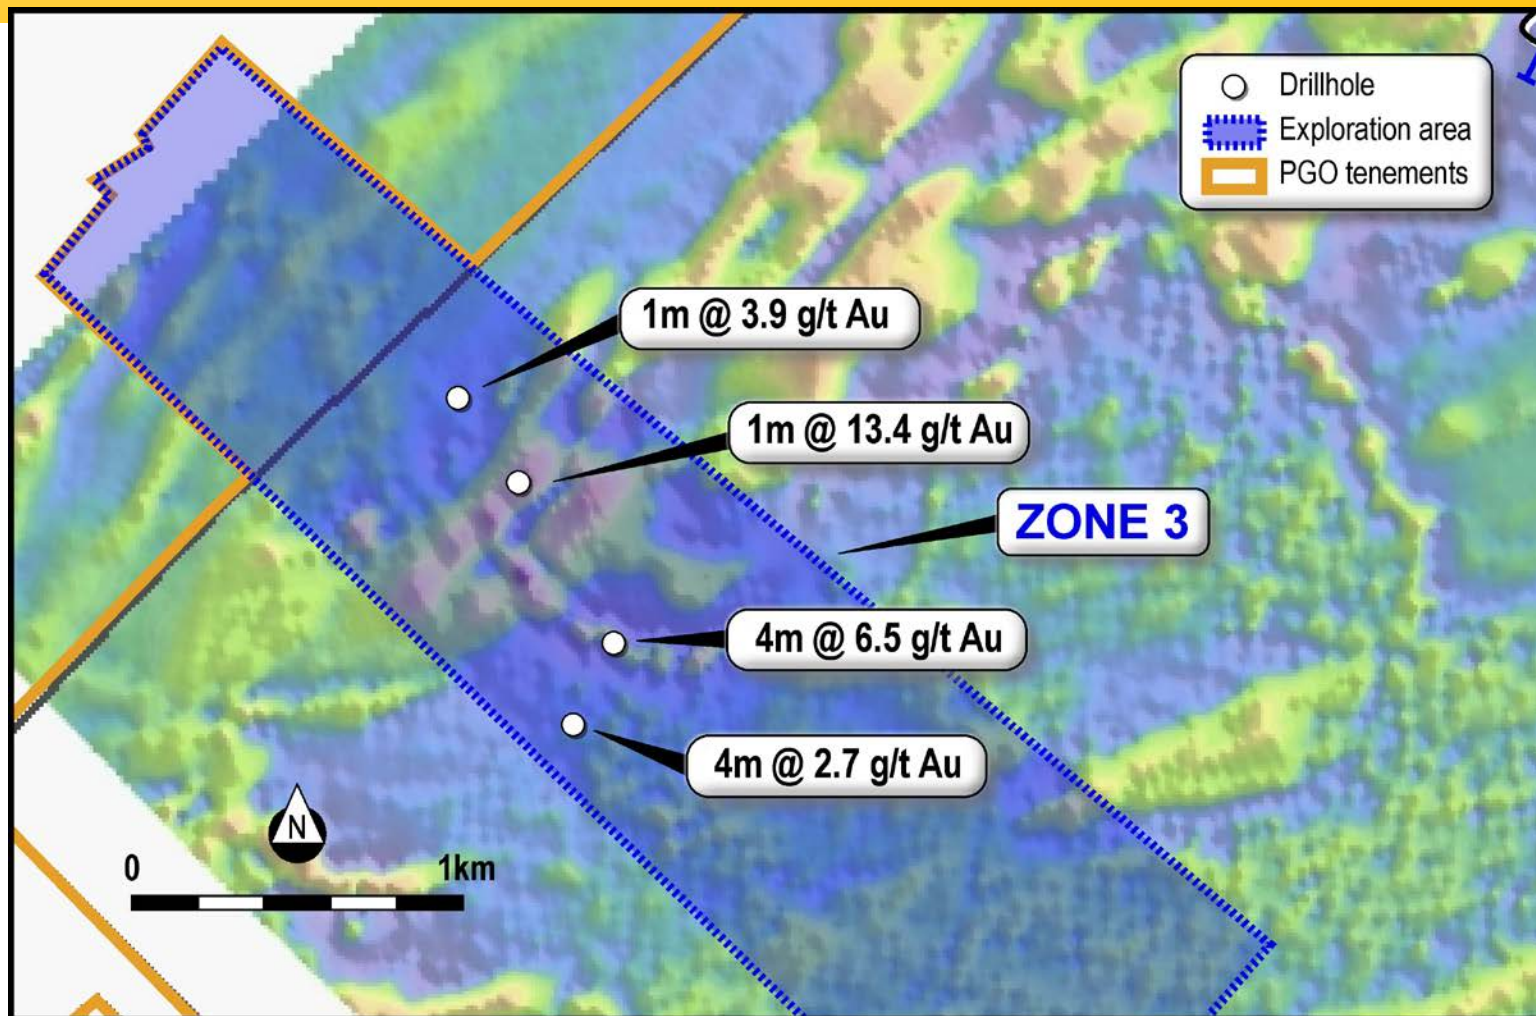 Drillhole
Exploration area
PGO tenements
1m @ 3.9 g/t Au
1m @ 13.4 g/t Au
ZONE 3
4m @ 6.5 g/t Au
4m @ 2.7 g/t Au
N
0 1km